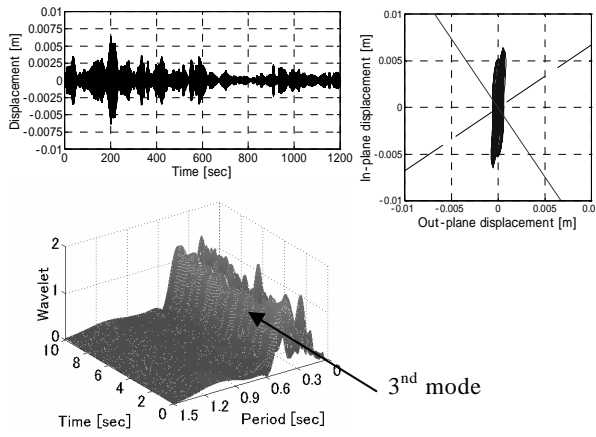 0.01
0.0075
0.005
0.0025
0
-0.0025
-0.005
-0.0075
-0.01
Displacement [m]
0 200 400 600 800 1000 1200
Time [sec]
0.01
0.005
0
-0.005
-0.01
In-plane displacement [m]
-0.01 -0.005 0 0.005 0.0
Out-plane displacement [m]
2
1
0
Wavelet
10 8 6 4 2 0
Time [sec]
1.5 1.2 0.9 0.6 0.3 0
Period [sec]
3nd mode